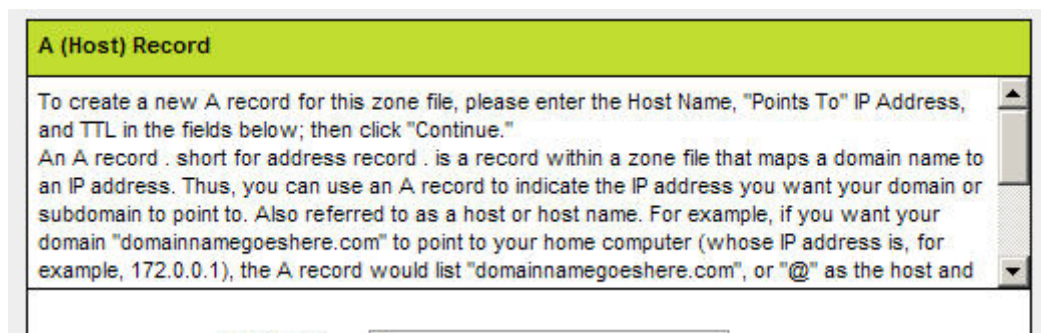 A (Host) Record
To create a new A record for this zone file, please enter the Host Name, "Points To" IP Address,
and TTL in the fields below; then click "Continue."
An A record . short for address record . is a record within a zone file that maps a domain name to
an IP address. Thus, you can use an A record to indicate the IP address you want your domain or
subdomain to point to. Also referred to as a host or host name. For example, if you want your
domain "domainnamegoeshere.com" to point to your home computer (whose IP address is, for
example, 172.0.0.1), the A record would list "domainnamegoeshere.com", or "@" as the host and